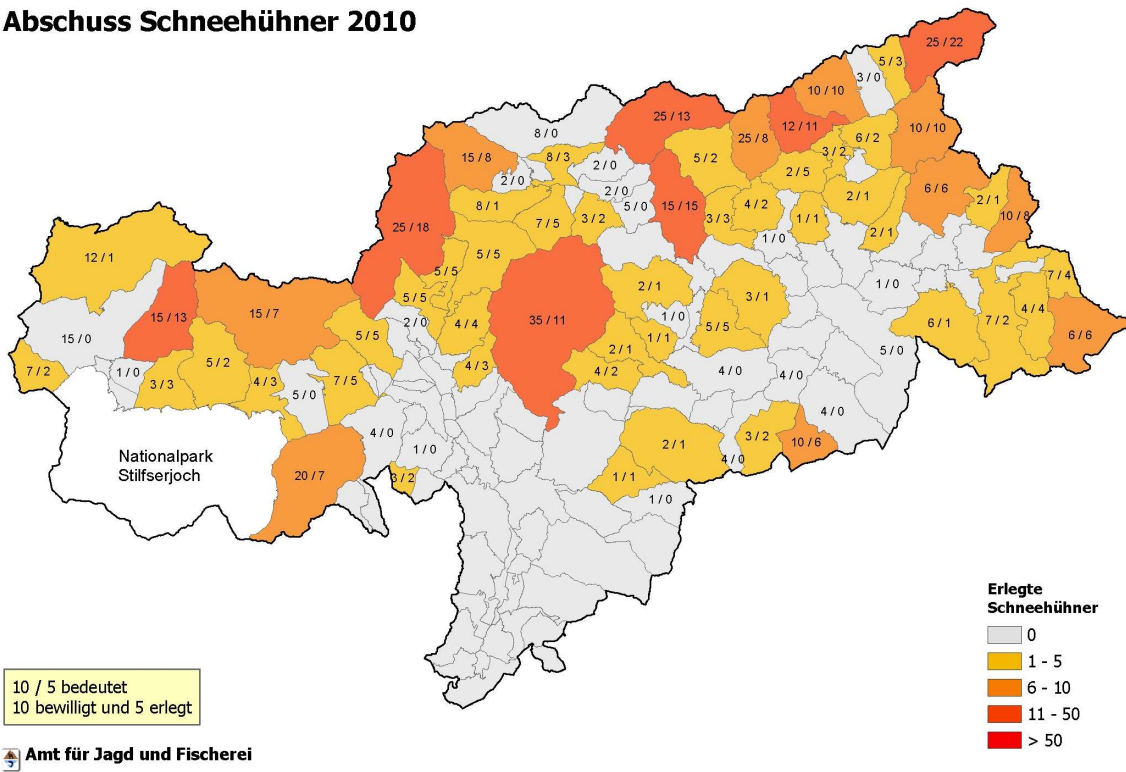 Abschuss Schneehühner 2010
25 / 22
5 / 3
3 / 0
10 / 10
25 / 13
12 / 11
25 / 8
8 / 0
6 / 2
10 / 10
3 / 2
15 / 8
8 / 3
2 / 0
5 / 2
2 / 5
2 / 0
2 / 0
6 / 6
2 / 1
2 / 1
8 / 1
5 / 0
15 / 15
4 / 2
10 / 8
7 / 5
3 / 2
3 / 3
1 / 1
25 / 18
2 / 1
1 / 0
5 / 5
12 / 1
5 / 5
7 / 4
1 / 0
2 / 1
5 / 5
3 / 1
4 / 4
15 / 7
15 / 13
35 / 11
1 / 0
2 / 0
4 / 4
5 / 5
6 / 1
7 / 2
15 / 0
5 / 5
1 / 1
6 / 6
2 / 1
5 / 0
5 / 2
4 / 3
7 / 2
1 / 0
4 / 2
4 / 0
4 / 0
3 / 3
4 / 3
7 / 5
5 / 0
4 / 0
4 / 0
3 / 2
10 / 6
2 / 1
1 / 0
4 / 0
Nationalpark
Stilfserjoch
20 / 7
3 / 2
1 / 1
1 / 0
Erlegte
Schneehühner
0
1 - 5
6 - 10
11 - 50
> 50
10 / 5 bedeutet
10 bewilligt und 5 erlegt
Amt für Jagd und Fischerei